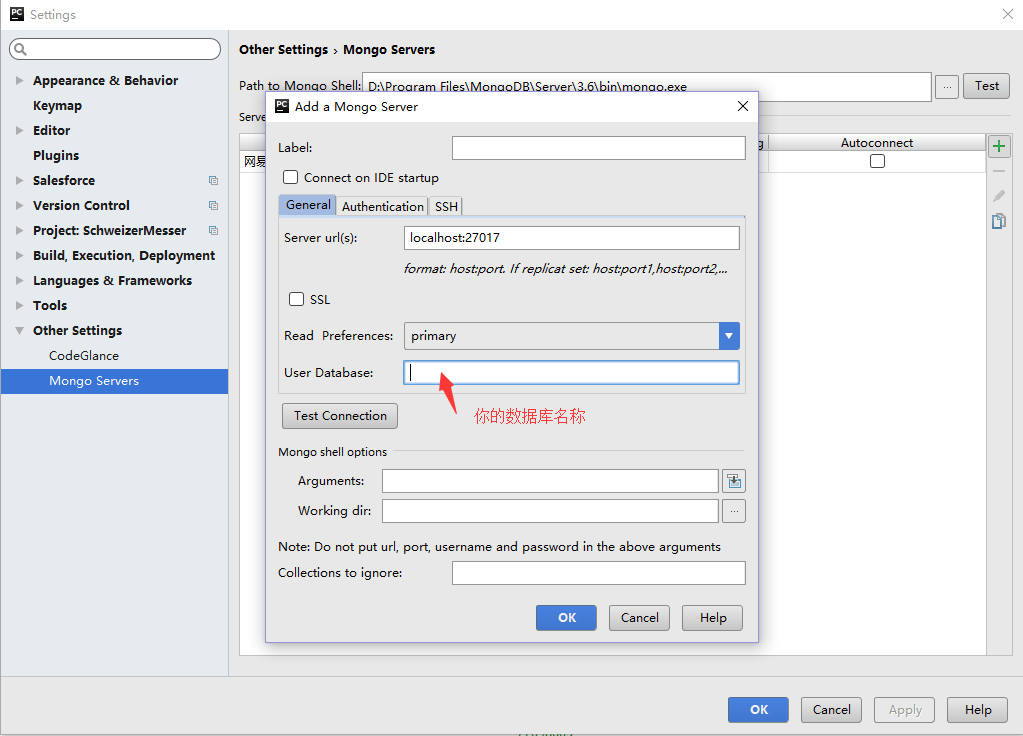 PC Settings
Other Settings › Mongo Servers
Appearance & Behavior
Keymap
Editor
Plugins
Salesforce
Version Control
Project: SchweizerMesser
Build, Execution, Deployment
Languages & Frameworks
Tools
Other Settings
CodeGlance
Mongo Servers
Path to Mongo Shell: D:\Program Files\MongoDB\Server\3.6\bin\mongo.exe ... Test
Autoconnect
网易
PC Add a Mongo Server
Label:
Connect on IDE startup
General Authentication SSH
Server url(s): localhost:27017
format: host:port. If replicat set: host:port1,host:port2,...
SSL
Read Preferences: primary
User Database:
你的数据库名称
Test Connection
Mongo shell options
Arguments:
Working dir: ...
Note: Do not put url, port, username and password in the above arguments
Collections to ignore:
OK Cancel Help
OK Cancel Apply Help